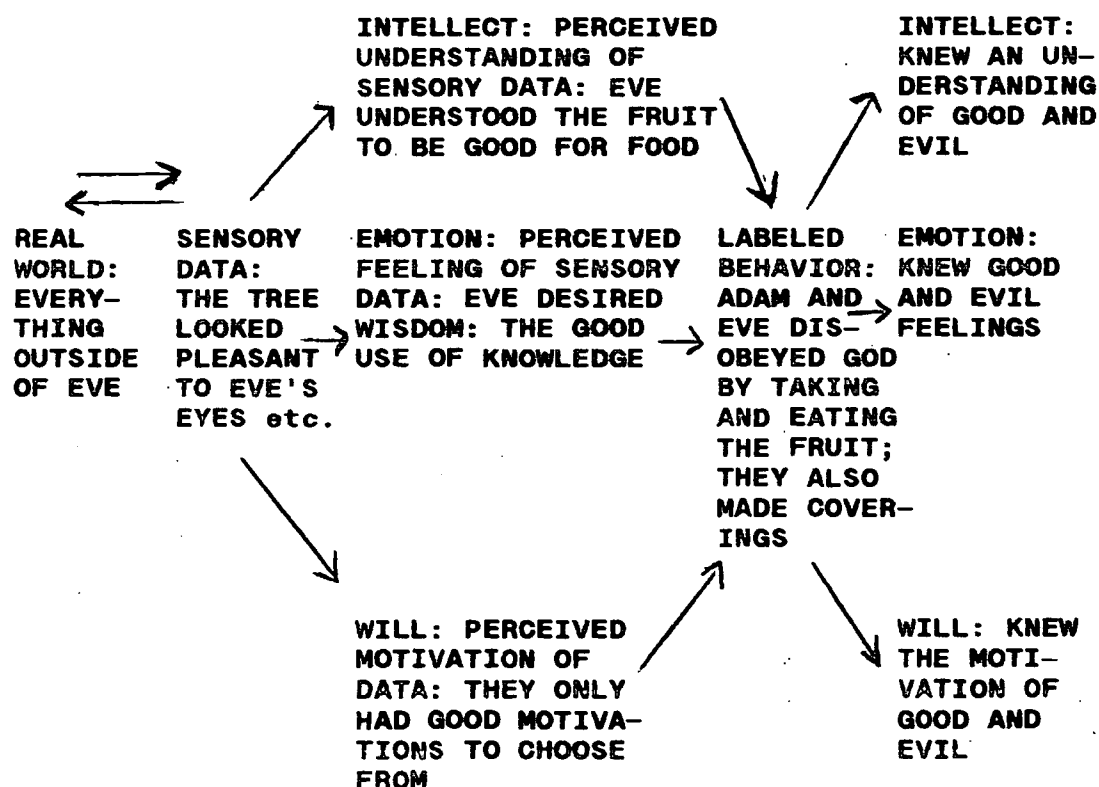 INTELLECT: PERCEIVED
UNDERSTANDING OF
SENSORY DATA: EVE
UNDERSTOOD THE FRUIT
TO BE GOOD FOR FOOD
INTELLECT:
KNEW AN UN-
DERSTANDING
OF GOOD AND
EVIL
REAL
WORLD:
EVERY-
THING
OUTSIDE
OF EVE
SENSORY
DATA:
THE TREE
LOOKED
PLEASANT
TO EVE'S
EYES etc.
EMOTION: PERCEIVED
FEELING OF SENSORY
DATA: EVE DESIRED
WISDOM: THE GOOD
USE OF KNOWLEDGE
LABELED
BEHAVIOR:
ADAM AND
EVE DIS-
OBEYED GOD
BY TAKING
AND EATING
THE FRUIT;
THEY ALSO
MADE COVER-
INGS
EMOTION:
KNEW GOOD
AND EVIL
FEELINGS
WILL: PERCEIVED
MOTIVATION OF
DATA: THEY ONLY
HAD GOOD MOTIVA-
TIONS TO CHOOSE
FROM
WILL: KNEW
THE MOTI-
VATION OF
GOOD AND
EVIL